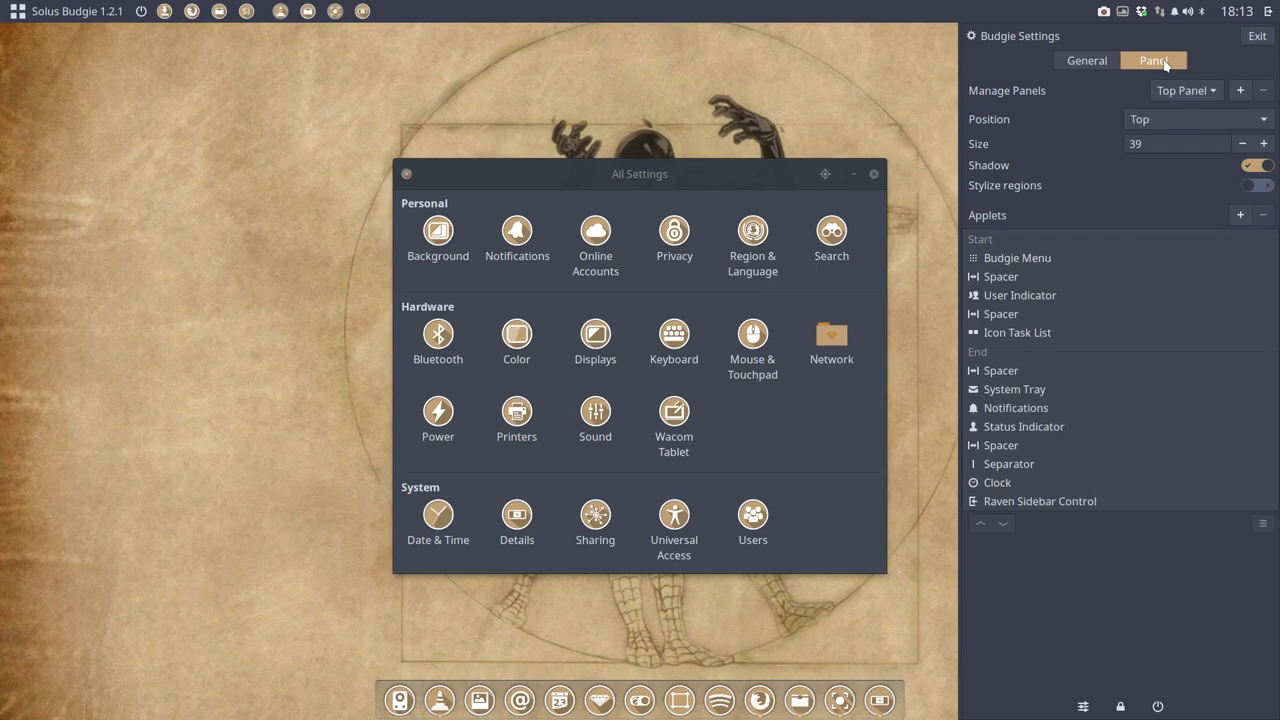 Solus Budgie 1.2.1
18:13
Budgie Settings
Exit
General
Panel
Manage Panels
Top Panel
Position
Top
Size
39
Shadow
Stylize regions
Applets
Start
Budgie Menu
Spacer
User Indicator
Spacer
Icon Task List
End
Spacer
System Tray
Notifications
Status Indicator
Spacer
Separator
Clock
Raven Sidebar Control
All Settings
Personal
Background
Notifications
Online
Accounts
Privacy
Region &
Language
Search
Hardware
Bluetooth
Color
Displays
Keyboard
Mouse &
Touchpad
Network
Power
Printers
Sound
Wacom
Tablet
System
Date & Time
Details
Sharing
Universal
Access
Users
23